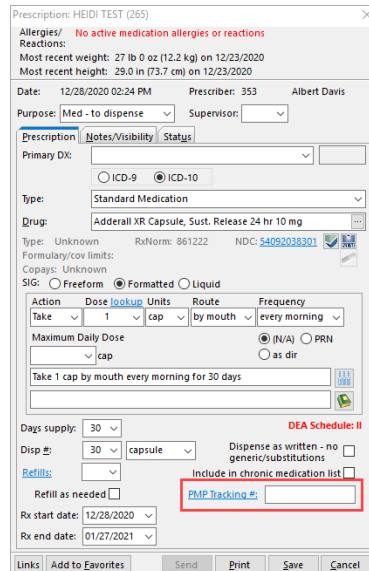 Prescription: HEIDI TEST (265)
Allergies/ No active medication allergies or reactions
Reactions:
Most recent weight: 27 lb 0 oz (12.2 kg) on 12/23/2020
Most recent height: 29.0 in (73.7 cm) on 12/23/2020
Date: 12/28/2020 02:24 PM Prescriber: 353 Albert Davis
Purpose: Med - to dispense Supervisor:
Prescription Notes/Visibility Status
Primary DX:
ICD-9 ICD-10
Type: Standard Medication
Drug: Adderall XR Capsule, Sust. Release 24 hr 10 mg ...
Type: Unknown RxNorm: 861222 NDC: 54092038301
Formulary/cov limits:
Copays: Unknown
SIG: Freeform Formatted Liquid
Action Dose lookup Units Route Frequency
Take 1 cap by mouth every morning
Maximum Daily Dose (N/A) PRN
cap as dir
Take 1 cap by mouth every morning for 30 days
Days supply: 30 DEA Schedule: II
Disp #: 30 capsule Dispense as written - no generic/substitutions
Refills: Include in chronic medication list
Refill as needed PMP Tracking #:
Rx start date: 12/28/2020
Rx end date: 01/27/2021
Links Add to Favorites Send Print Save Cancel